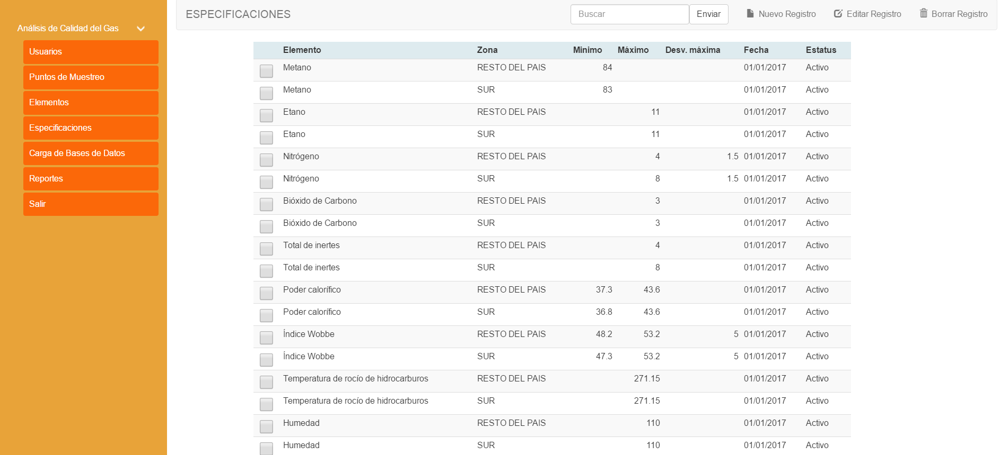 Análisis de Calidad del Gas
Usuarios
Puntos de Muestreo
Elementos
Especificaciones
Carga de Bases de Datos
Reportes
Salir
ESPECIFICACIONES
Buscar Enviar Nuevo Registro Editar Registro Borrar Registro
Elemento Zona Minimo Máximo Desv. máxima Fecha Estatus
Metano RESTO DEL PAIS 84 01/01/2017 Activo
Metano SUR 83 01/01/2017 Activo
Etano RESTO DEL PAIS 11 01/01/2017 Activo
Etano SUR 11 01/01/2017 Activo
Nitrógeno RESTO DEL PAIS 4 1.5 01/01/2017 Activo
Nitrógeno SUR 8 1.5 01/01/2017 Activo
Bióxido de Carbono RESTO DEL PAIS 3 01/01/2017 Activo
Bióxido de Carbono SUR 3 01/01/2017 Activo
Total de inertes RESTO DEL PAIS 4 01/01/2017 Activo
Total de inertes SUR 8 01/01/2017 Activo
Poder calorífico RESTO DEL PAIS 37.3 43.6 01/01/2017 Activo
Poder calorífico SUR 36.8 43.6 01/01/2017 Activo
Índice Wobbe RESTO DEL PAIS 48.2 53.2 5 01/01/2017 Activo
Índice Wobbe SUR 47.3 53.2 5 01/01/2017 Activo
Temperatura de rocío de hidrocarburos RESTO DEL PAIS 271.15 01/01/2017 Activo
Temperatura de rocío de hidrocarburos SUR 271.15 01/01/2017 Activo
Humedad RESTO DEL PAIS 110 01/01/2017 Activo
Humedad SUR 110 01/01/2017 Activo